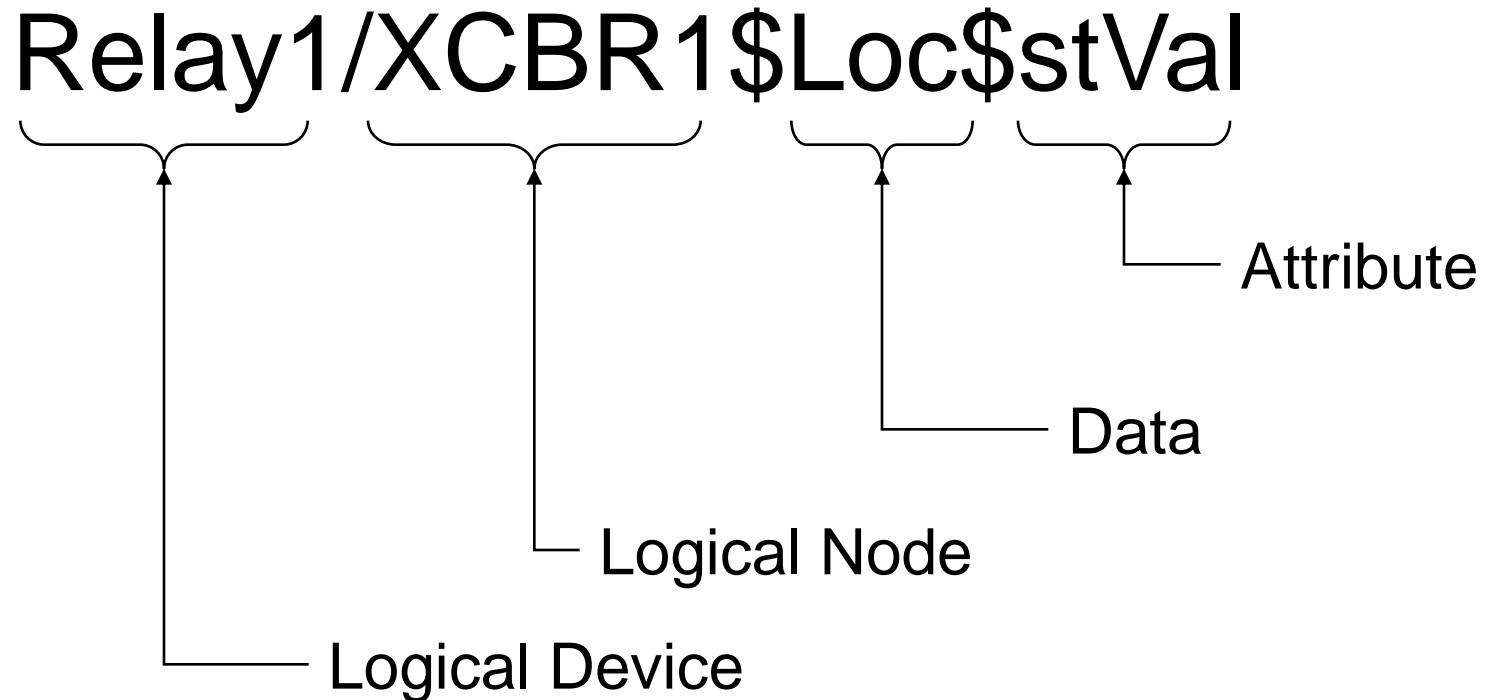 Relay1/XCBR1$Loc$stVal
Attribute
Data
Logical Node
Logical Device